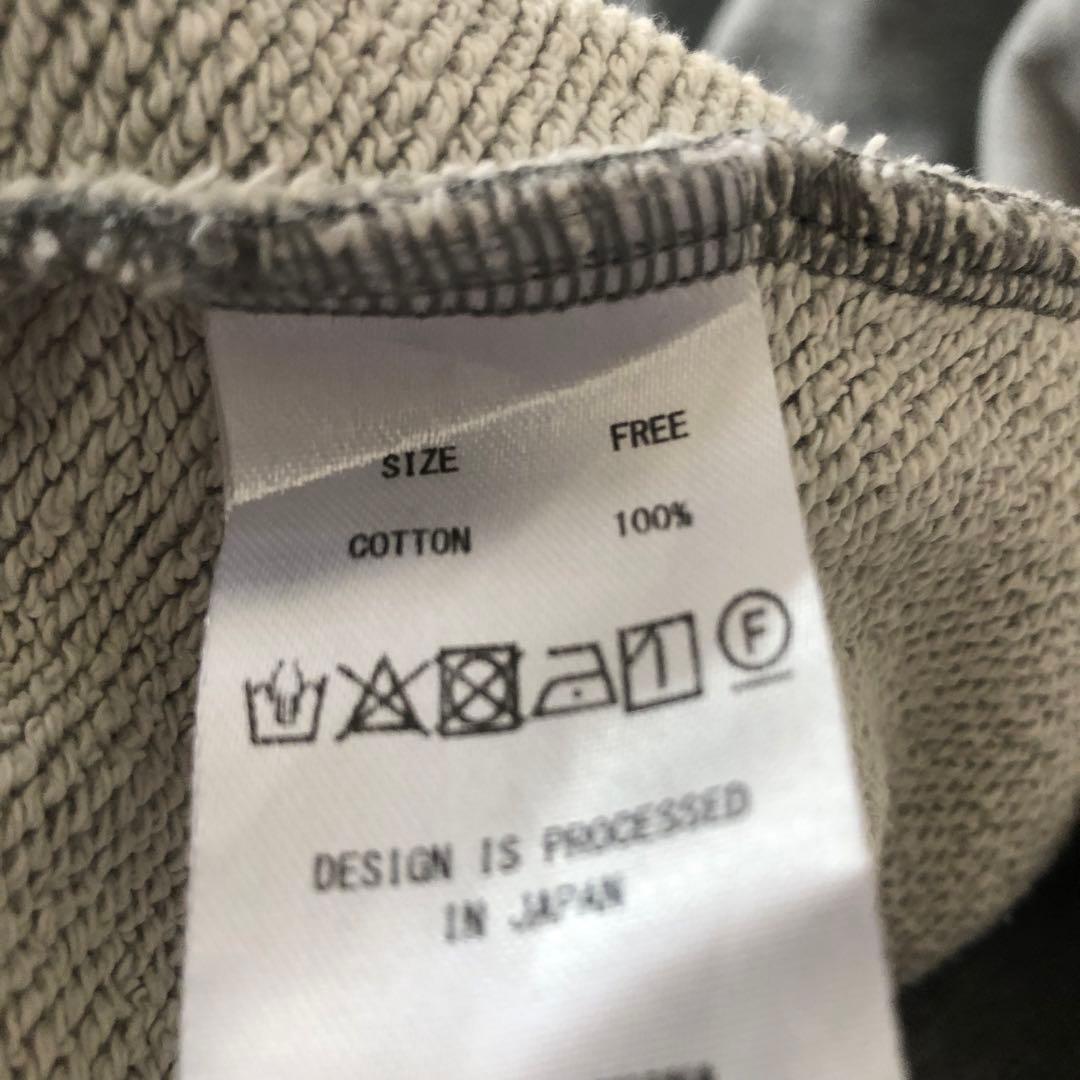 SIZE FREE
COTTON 100%
F
DESIGN IS PROCESSED
IN JAPAN